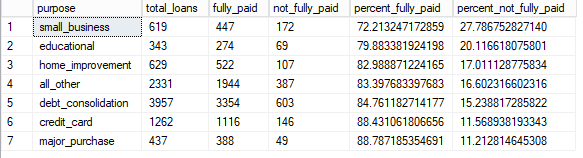 purpose total_loans fully_paid not_fully_paid percent_fully_paid percent_not_fully_paid
1 small_business 619 447 172 72.213247172859 27.786752827140
2 educational 343 274 69 79.883381924198 20.116618075801
3 home_improvement 629 522 107 82.988871224165 17.011128775834
4 all_other 2331 1944 387 83.397683397683 16.602316602316
5 debt_consolidation 3957 3354 603 84.761182714177 15.238817285822
6 credit_card 1262 1116 146 88.431061806656 11.568938193343
7 major_purchase 437 388 49 88.787185354691 11.212814645308